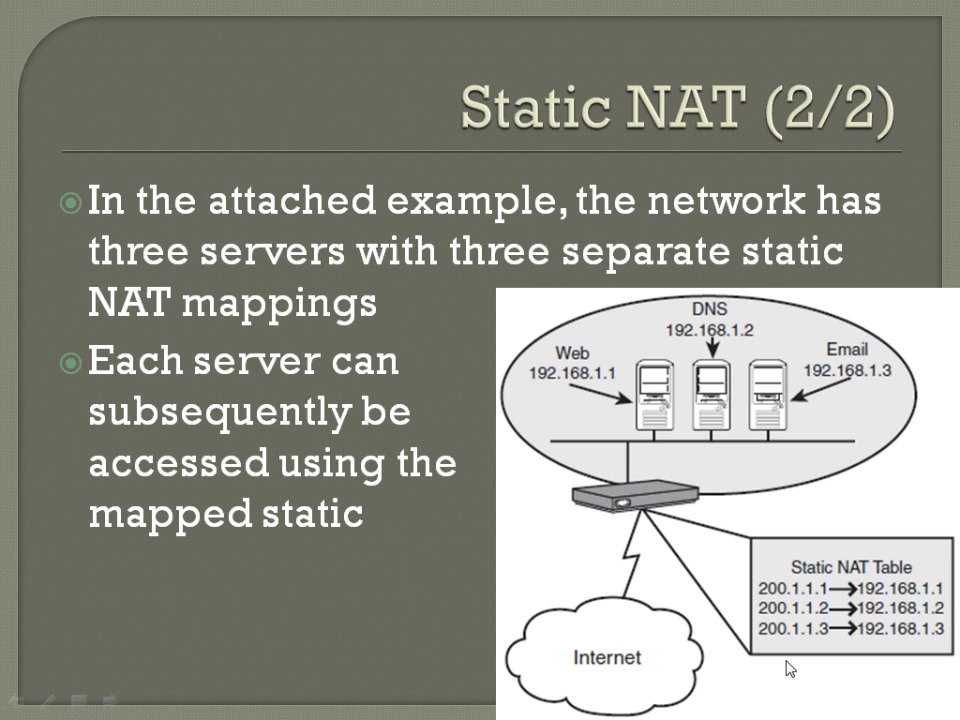 Static NAT (2/2)
In the attached example, the network has
three servers with three separate static
NAT mappings
Each server can
subsequently be
accessed using the
mapped static
DNS
192.168.1.2
Web
192.168.1.1
Email
192.168.1.3
Static NAT Table
200.1.1.1→192.168.1.1
200.1.1.2→192.168.1.2
200.1.1.3→192.168.1.3
Internet